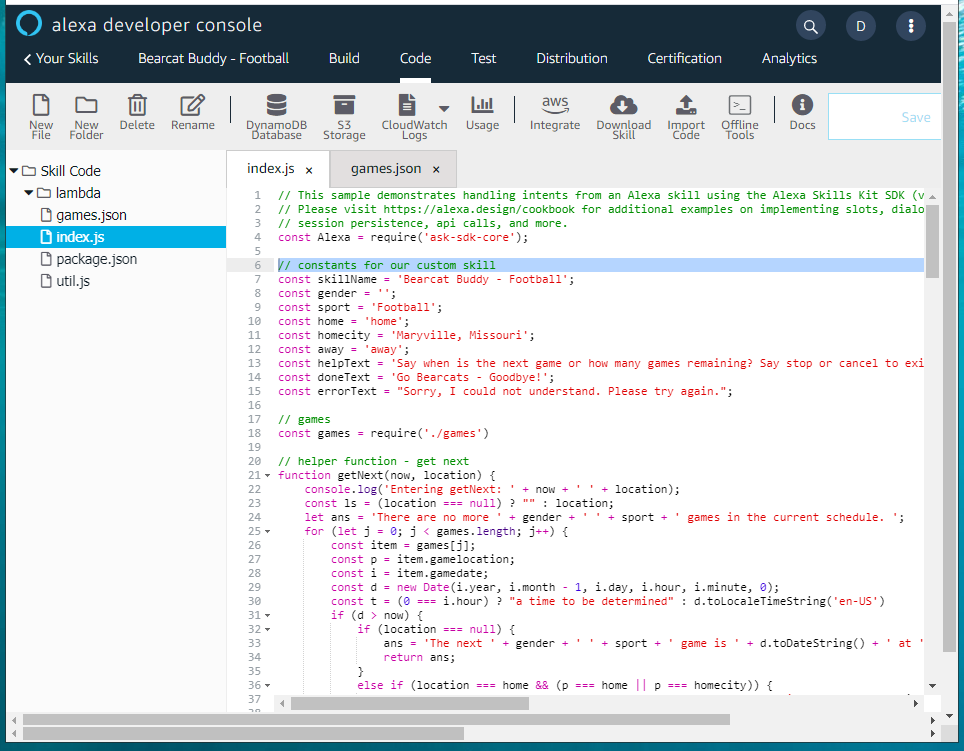 alexa developer console
D
Your Skills
Bearcat Buddy - Football
Build
Code
Test
Distribution
Certification
Analytics
New File
New Folder
Delete
Rename
DynamoDB Database
S3 Storage
CloudWatch Logs
Usage
aws
Integrate
Download Skill
Import Code
Offline Tools
Docs
Save
Skill Code
lambda
games.json
index.js
package.json
util.js
index.js x
games.json x
1 // This sample demonstrates handling intents from an Alexa skill using the Alexa Skills Kit SDK (v
2 // Please visit https://alexa.design/cookbook for additional examples on implementing slots, dialo
3 // session persistence, api calls, and more.
4 const Alexa = require('ask-sdk-core');
5
6 // constants for our custom skill
7 const skillName = 'Bearcat Buddy - Football';
8 const gender = '';
9 const sport = 'Football';
10 const home = 'home';
11 const homecity = 'Maryville, Missouri';
12 const away = 'away';
13 const helpText = 'Say when is the next game or how many games remaining? Say stop or cancel to exi
14 const doneText = 'Go Bearcats - Goodbye!';
15 const errorText = "Sorry, I could not understand. Please try again.";
16
17 // games
18 const games = require('./games')
19
20 // helper function - get next
21 function getNext(now, location) {
22 console.log('Entering getNext: ' + now + ' ' + location);
23 const ls = (location === null) ? "" : location;
24 let ans = 'There are no more ' + gender + ' ' + sport + ' games in the current schedule. ';
25 for (let j = 0; j < games.length; j++) {
26 const item = games[j];
27 const p = item.gamelocation;
28 const i = item.gamedate;
29 const d = new Date(i.year, i.month - 1, i.day, i.hour, i.minute, 0);
30 const t = (0 === i.hour) ? "a time to be determined" : d.toLocaleTimeString('en-US')
31 if (d > now) {
32 if (location === null) {
33 ans = 'The next ' + gender + ' ' + sport + ' game is ' + d.toDateString() + ' at '
34 return ans;
35 }
36 else if (location === home && (p === home || p === homecity)) {
37